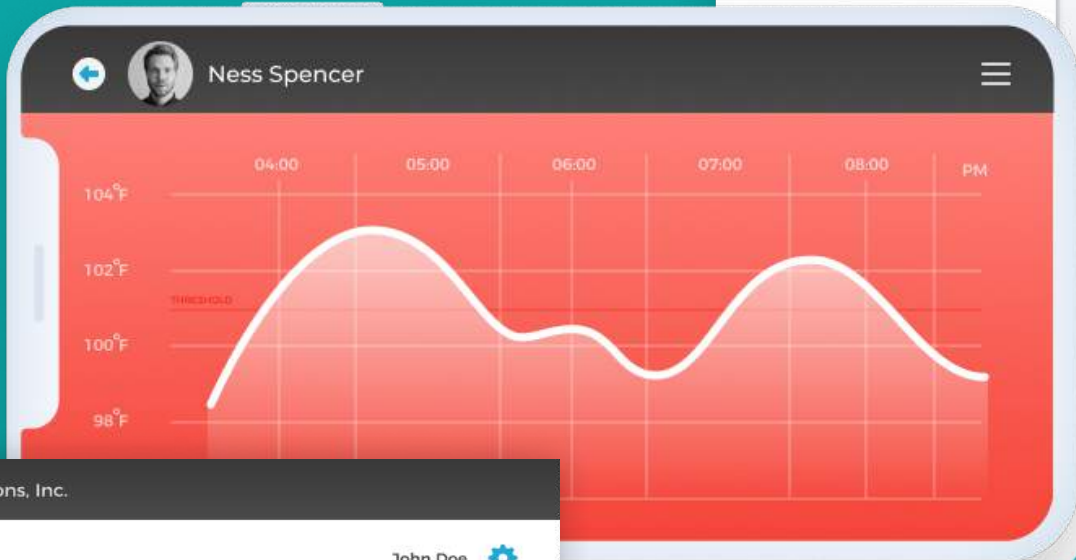 Ness Spencer
04:00 05:00 06:00 07:00 08:00 PM
104°F
102°F
THRESHOLD
100°F
98°F
ons, Inc.
John Doe